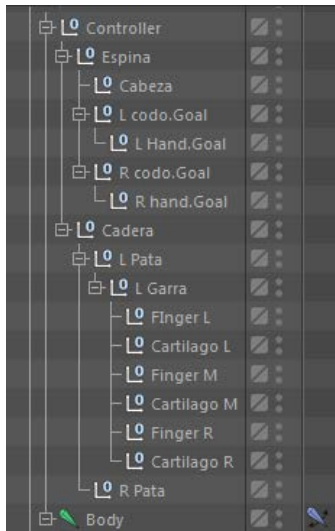 Controller
Espina
Cabeza
L codo.Goal
L Hand.Goal
R codo.Goal
R hand.Goal
Cadera
L Pata
L Garra
FInger L
Cartilago L
Finger M
Cartilago M
Finger R
Cartilago R
R Pata
Body